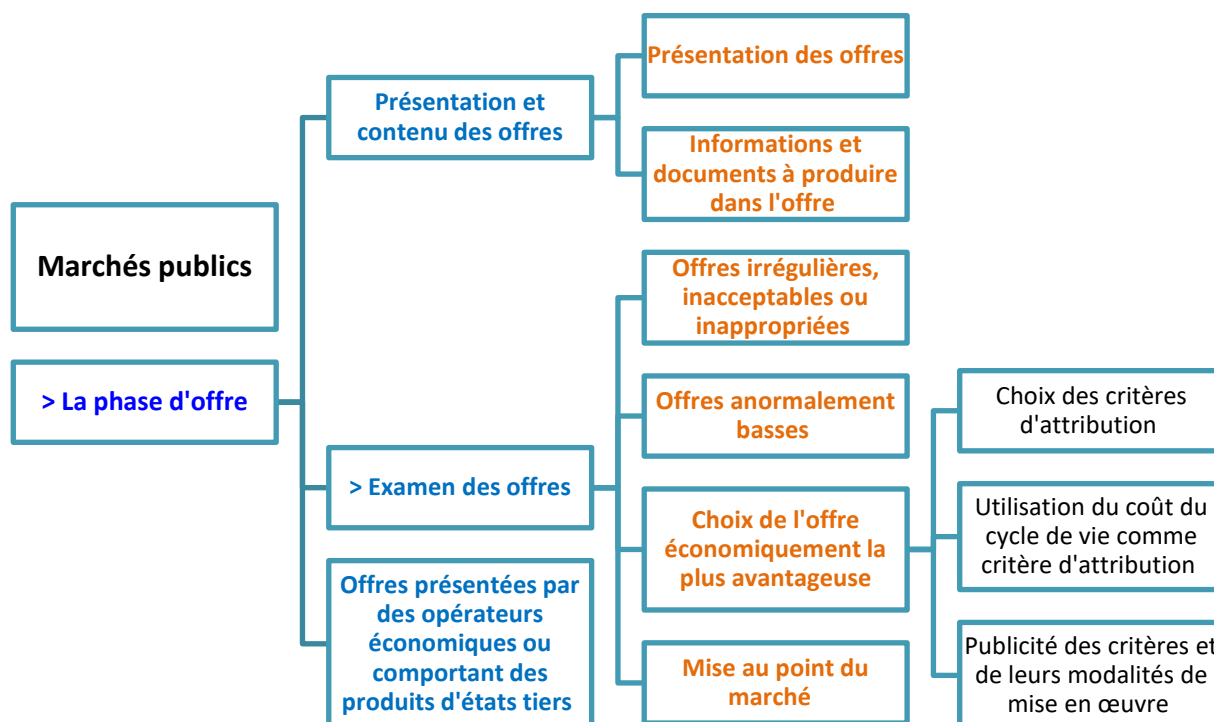 Marchés publics
> La phase d'offre
Présentation et
contenu des offres
Présentation des offres
Informations et
documents à produire
dans l'offre
> Examen des offres
Offres irrégulières,
inacceptables ou
inappropriées
Offres anormalement
basses
Choix de l'offre
économiquement la
plus avantageuse
Choix des critères
d'attribution
Utilisation du coût du
cycle de vie comme
critère d'attribution
Publicité des critères et
de leurs modalités de
mise en œuvre
Mise au point du
marché
Offres présentées par
des opérateurs
économiques ou
comportant des
produits d'états tiers